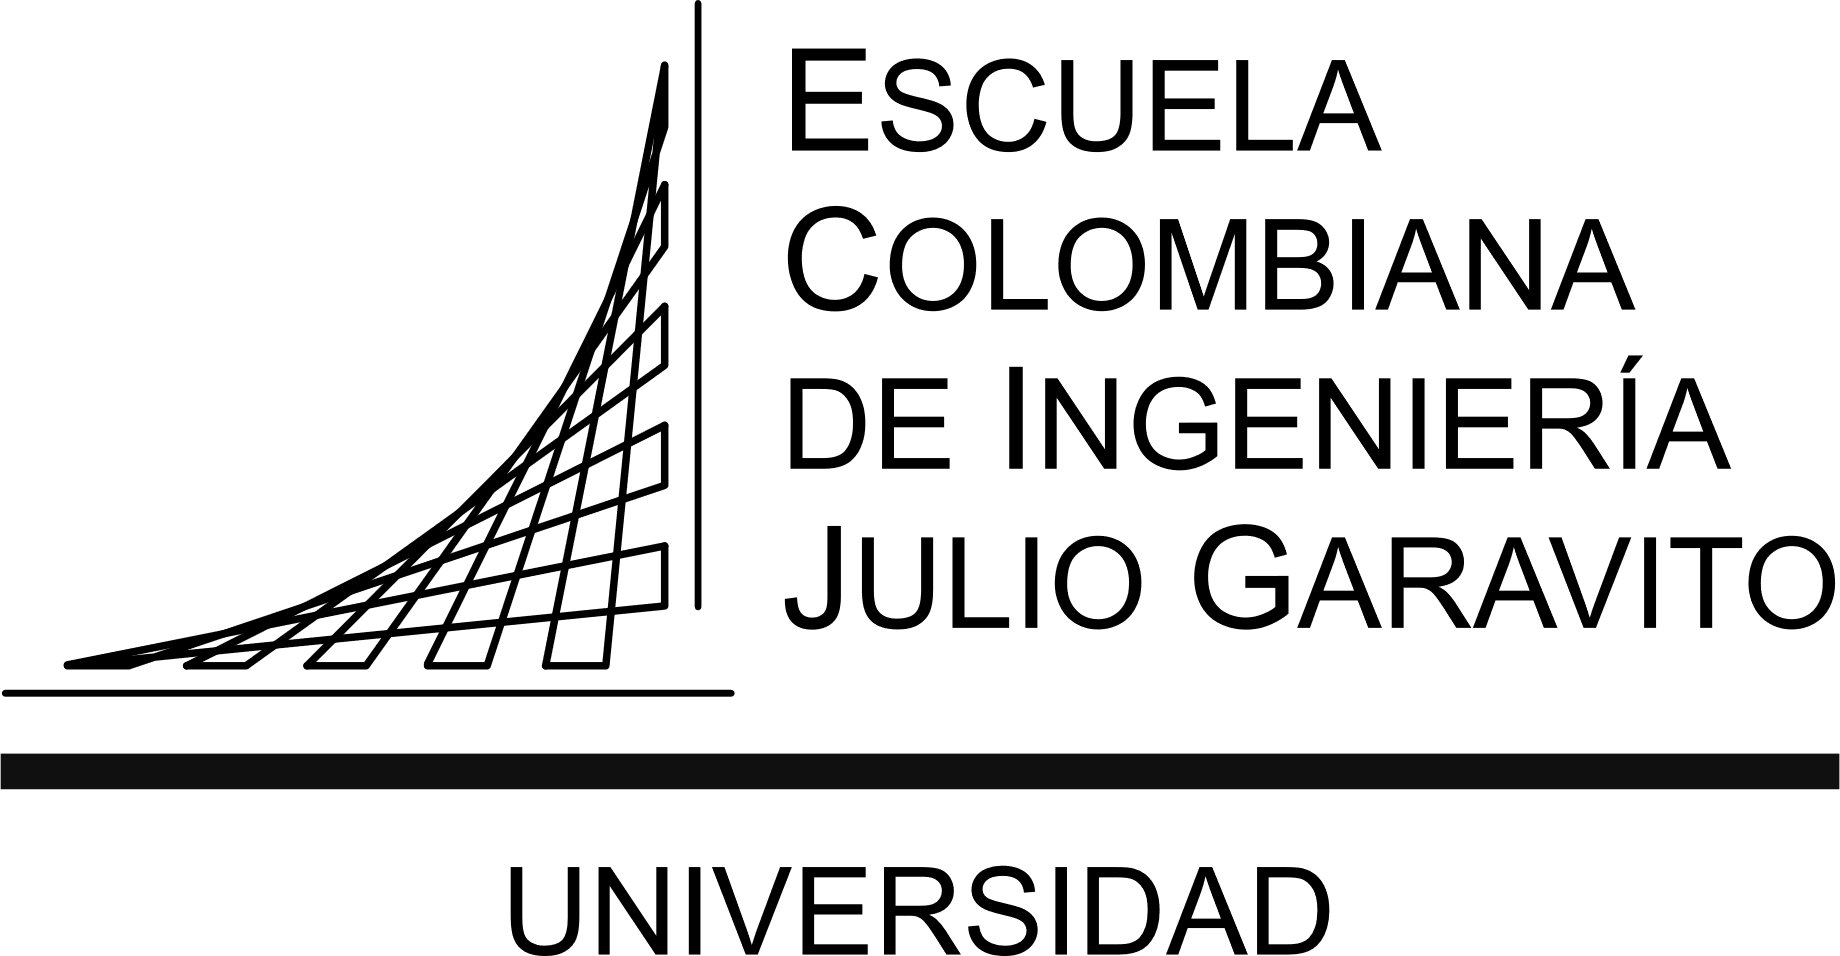 ESCUELA
COLOMBIANA
DE INGENIERÍA
JULIO GARAVITO
UNIVERSIDAD